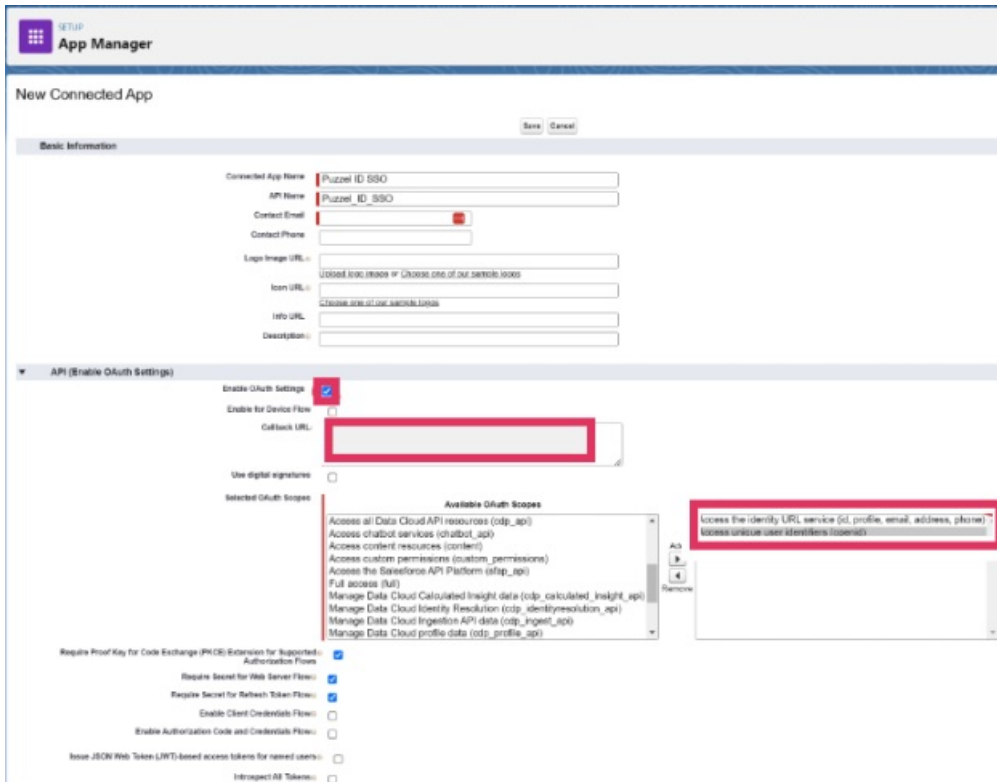 SETUP
App Manager
New Connected App
Save Cancel
Basic Information
Connected App Name Puzzel ID SSO
API Name Puzzel_ID_SSO
Contact Email
Contact Phone
Logo Image URL
Upload logo image or Choose one of our sample logos
Icon URL
Choose one of our sample logos
Info URL
Description
API (Enable OAuth Settings)
Enable OAuth Settings
Enable for Device Flow
Callback URL
Use digital signatures
Selected OAuth Scopes
Available OAuth Scopes
Access all Data Cloud API resources (cdp_api)
Access chatbot services (chatbot_api)
Access content resources (content)
Access custom permissions (custom_permissions)
Access the Salesforce API Platform (sfap_api)
Full access (full)
Manage Data Cloud Calculated Insight data (cdp_calculated_insight_api)
Manage Data Cloud Identity Resolution (cdp_identityresolution_api)
Manage Data Cloud Ingestion API data (cdp_ingest_api)
Manage Data Cloud profile data (cdp_profile_api)
Add
Remove
Access the identity URL service (id, profile, email, address, phone)
Access unique user identifiers (openid)
Require Proof Key for Code Exchange (PKCE) Extension for Supported
Authorization Flows
Require Secret for Web Server Flow
Require Secret for Refresh Token Flow
Enable Client Credentials Flow
Enable Authorization Code and Credentials Flow
Issue JSON Web Token (JWT)-based access tokens for named users
Introspect All Tokens